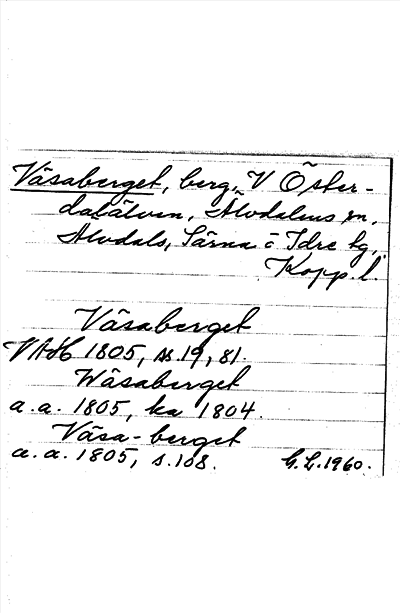 Väsaberget, berg, V Öster-
dalälven, Älvdalens sn,
Älvdals, Särna o Idre tg,
Kopp. l.
Väsaberget
VAH 1805, ss. 19, 81.
Wäsaberget
a. a. 1805, ka 1804.
Väsa-berget
a. a. 1805, s. 108. G. L. 1960.